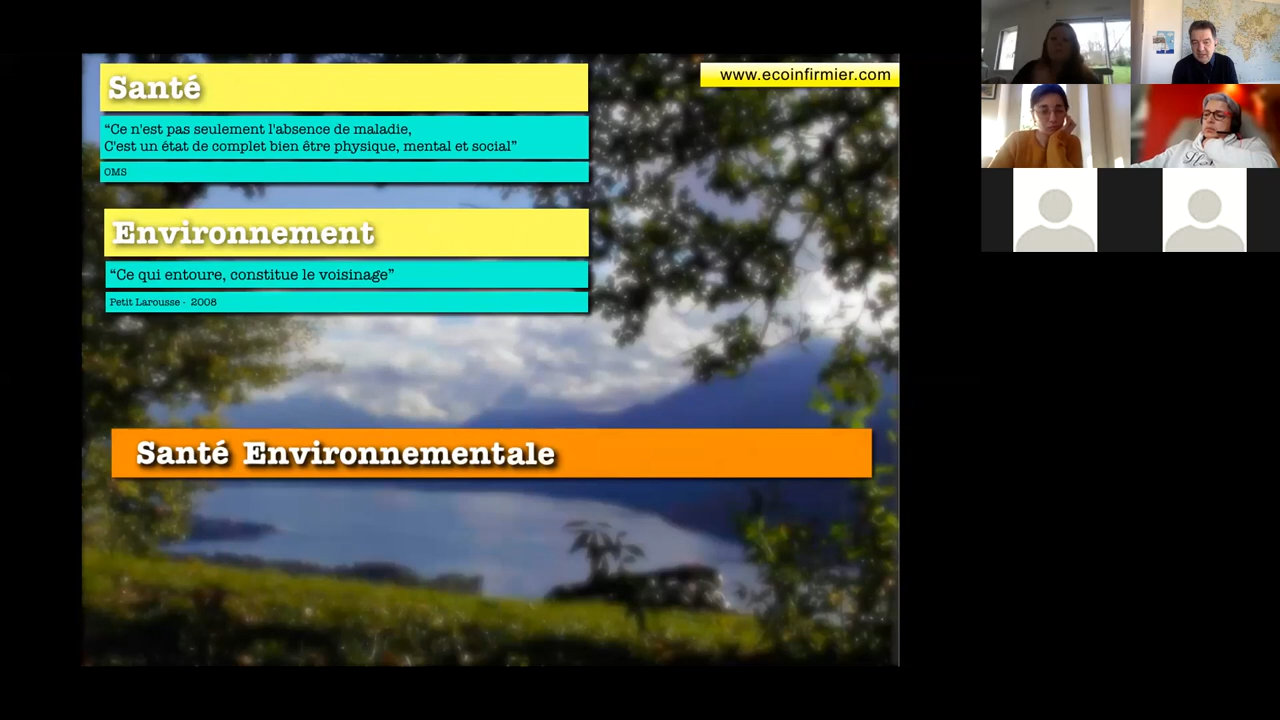 Santé
www.ecoinfirmier.com
“Ce n'est pas seulement l'absence de maladie,
C'est un état de complet bien être physique, mental et social”
OMS
Environnement
“Ce qui entoure, constitue le voisinage”
Petit Larousse - 2008
Santé Environnementale